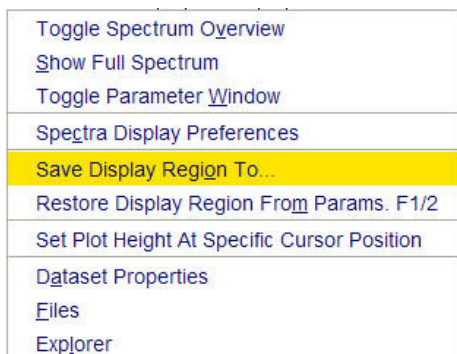 Toggle Spectrum Overview
Show Full Spectrum
Toggle Parameter Window
Spectra Display Preferences
Save Display Region To...
Restore Display Region From Params. F1/2
Set Plot Height At Specific Cursor Position
Dataset Properties
Files
Explorer